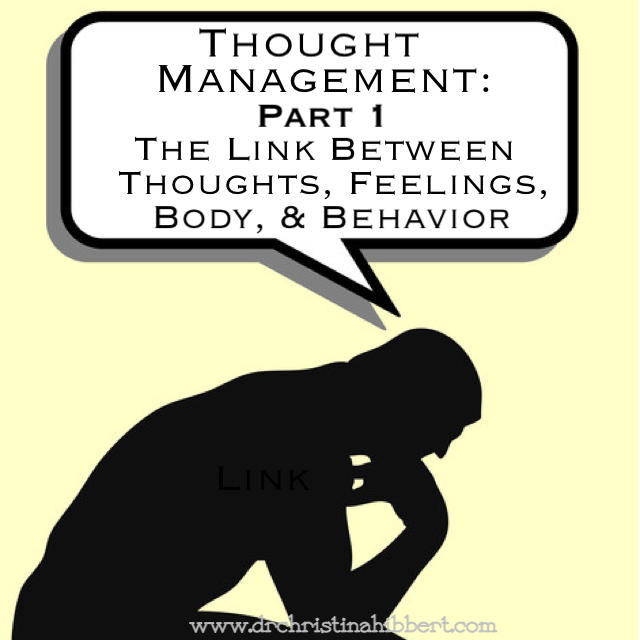 Thought
Management:
Part 1
The Link Between
Thoughts, Feelings,
Body, & Behavior
Link
www.drchristinahibbert.com